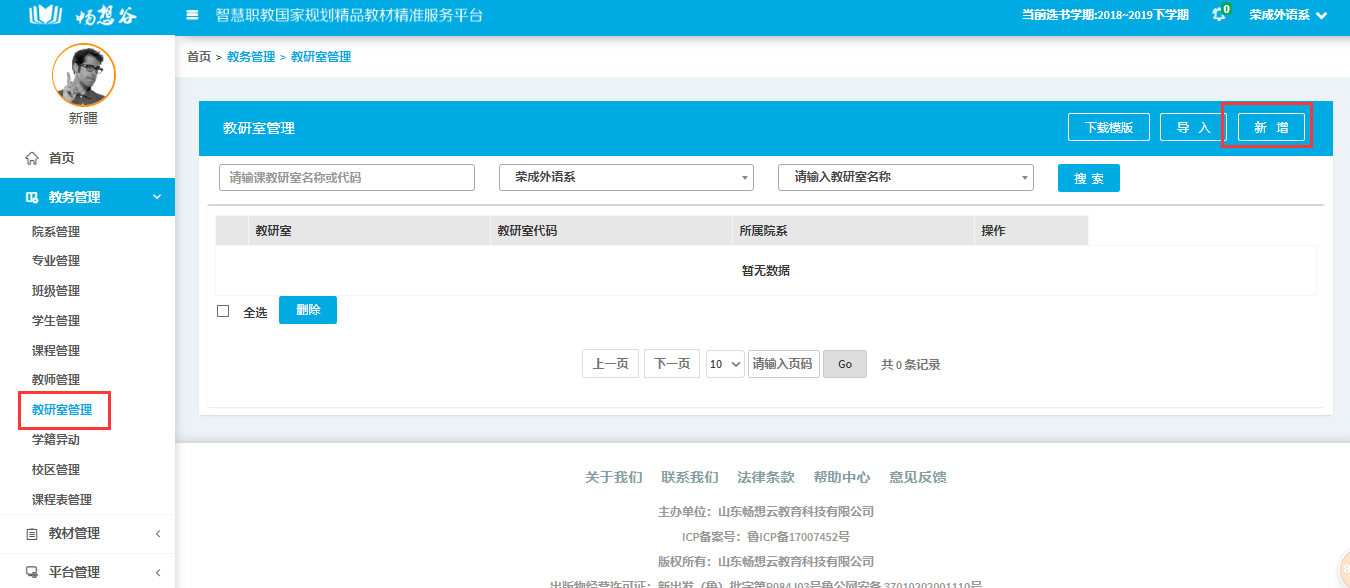 畅想谷 智慧职教国家规划精品教材精准服务平台 当前选书学期:2018~2019下学期 0 荣成外语系
首页 > 教务管理 > 教研室管理
新疆
首页
教务管理
院系管理
专业管理
班级管理
学生管理
课程管理
教师管理
教研室管理
学籍异动
校区管理
课程表管理
教材管理
平台管理
教研室管理 下载模版 导 入 新 增
请输课教研室名称或代码 荣成外语系 请输入教研室名称 搜 索
教研室 教研室代码 所属院系 操作
暂无数据
全选 删除
上一页 下一页 10 请输入页码 Go 共 0 条记录
关于我们 联系我们 法律条款 帮助中心 意见反馈
主办单位：山东畅想云教育科技有限公司
ICP备案号：鲁ICP备17007452号
版权所有：山东畅想云教育科技有限公司